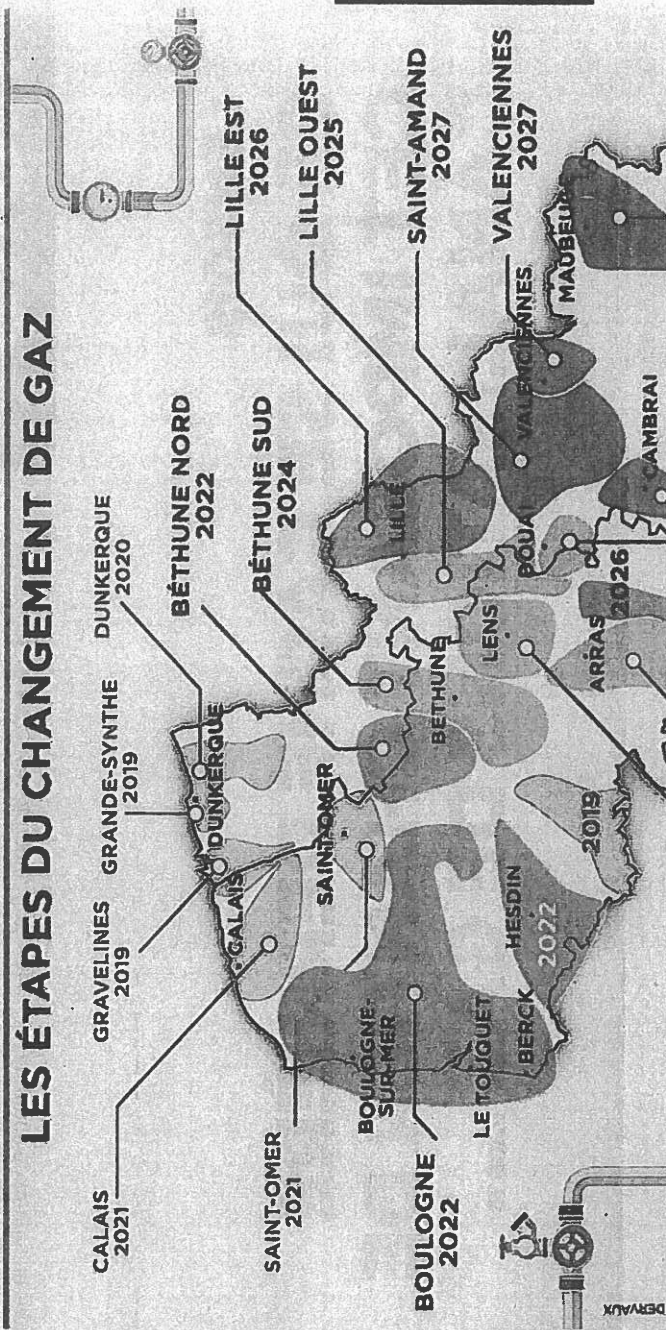 LES ÉTAPES DU CHANGEMENT DE GAZ
CALAIS
2021
GRAVELINES
2019
GRANDE-SYNTHE
2019
DUNKERQUE
2020
BÉTHUNE NORD
2022
BÉTHUNE SUD
2024
LILLE EST
2026
LILLE OUEST
2025
SAINT-AMAND
2027
VALENCIENNES
2027
SAINT-OMER
2021
BOULOGNE
2022
DUNKERQUE
CALAIS
SAINT-OMER
BOULOGNE-
SUR-MER
LE TOUQUET
BERCK
HESDIN
2022
2019
BÉTHUNE
LENS
LILLE
DOUAI
ARRAS
2026
VALENCIENNES
MAUBEUGE
CAMBRAI
DERVAUX